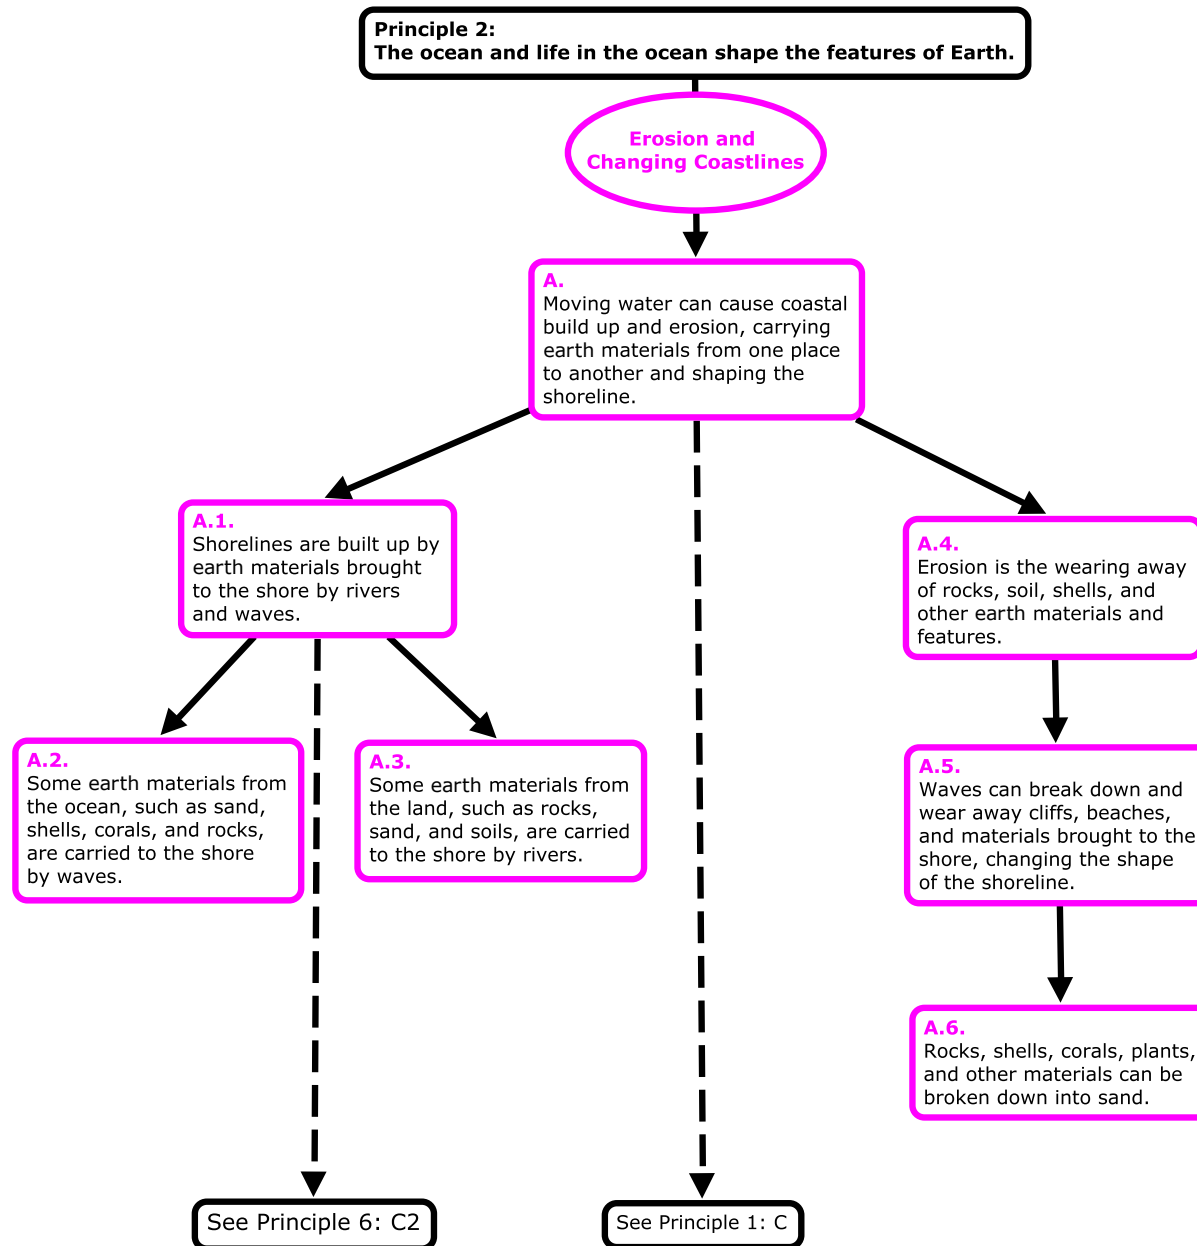 Principle 2:
The ocean and life in the ocean shape the features of Earth.
Erosion and
Changing Coastlines
A.
Moving water can cause coastal
build up and erosion, carrying
earth materials from one place
to another and shaping the
shoreline.
A.1.
Shorelines are built up by
earth materials brought
to the shore by rivers
and waves.
A.4.
Erosion is the wearing away
of rocks, soil, shells, and
other earth materials and
features.
A.2.
Some earth materials from
the ocean, such as sand,
shells, corals, and rocks,
are carried to the shore
by waves.
A.3.
Some earth materials from
the land, such as rocks,
sand, and soils, are carried
to the shore by rivers.
A.5.
Waves can break down and
wear away cliffs, beaches,
and materials brought to the
shore, changing the shape
of the shoreline.
A.6.
Rocks, shells, corals, plants,
and other materials can be
broken down into sand.
See Principle 6: C2
See Principle 1: C